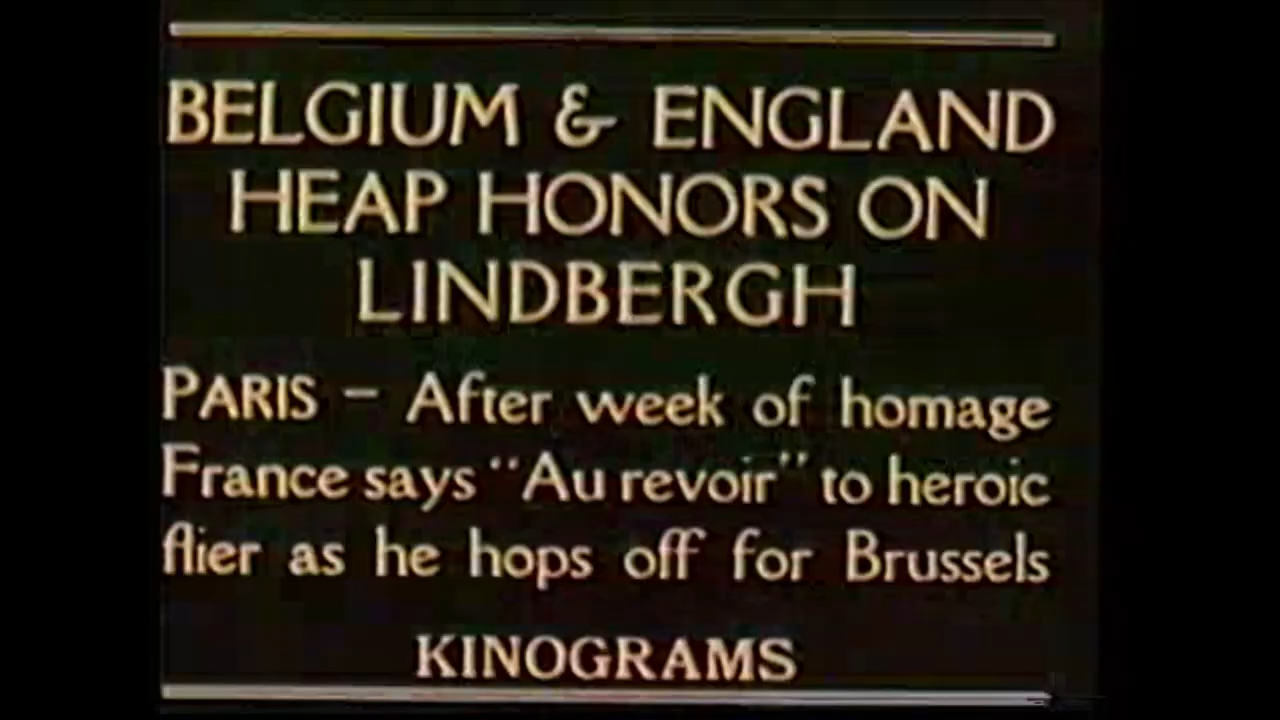 BELGIUM & ENGLAND
HEAP HONORS ON
LINDBERGH
PARIS – After week of homage
France says "Au revoir" to heroic
flier as he hops off for Brussels
KINOGRAMS